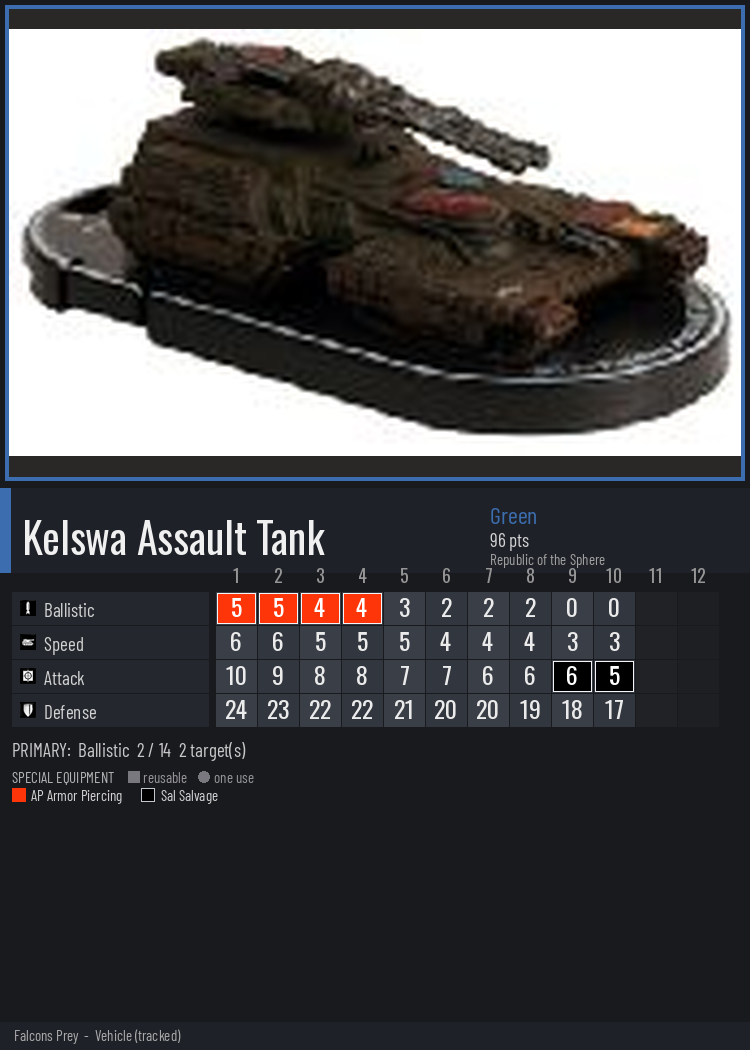 Kelswa Assault Tank
Green
96 pts
Republic of the Sphere
1 2 3 4 5 6 7 8 9 10 11 12
Ballistic 5 5 4 4 3 2 2 2 0 0
Speed 6 6 5 5 5 4 4 4 3 3
Attack 10 9 8 8 7 7 6 6 6 5
Defense 24 23 22 22 21 20 20 19 18 17
PRIMARY: Ballistic 2 / 14 2 target(s)
SPECIAL EQUIPMENT reusable one use
AP Armor Piercing Sal Salvage
Falcons Prey - Vehicle (tracked)